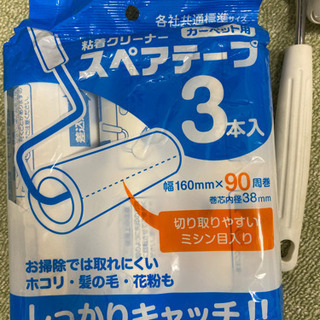 各社共通標準サイズ
粘着クリーナー カーペット用
スペアテープ
3本入
幅160mm×90周巻
巻芯内径38mm
切り取りやすい
ミシン目入り
お掃除では取れにくい
ホコリ・髪の毛・花粉も
しっかりキャッチ!!